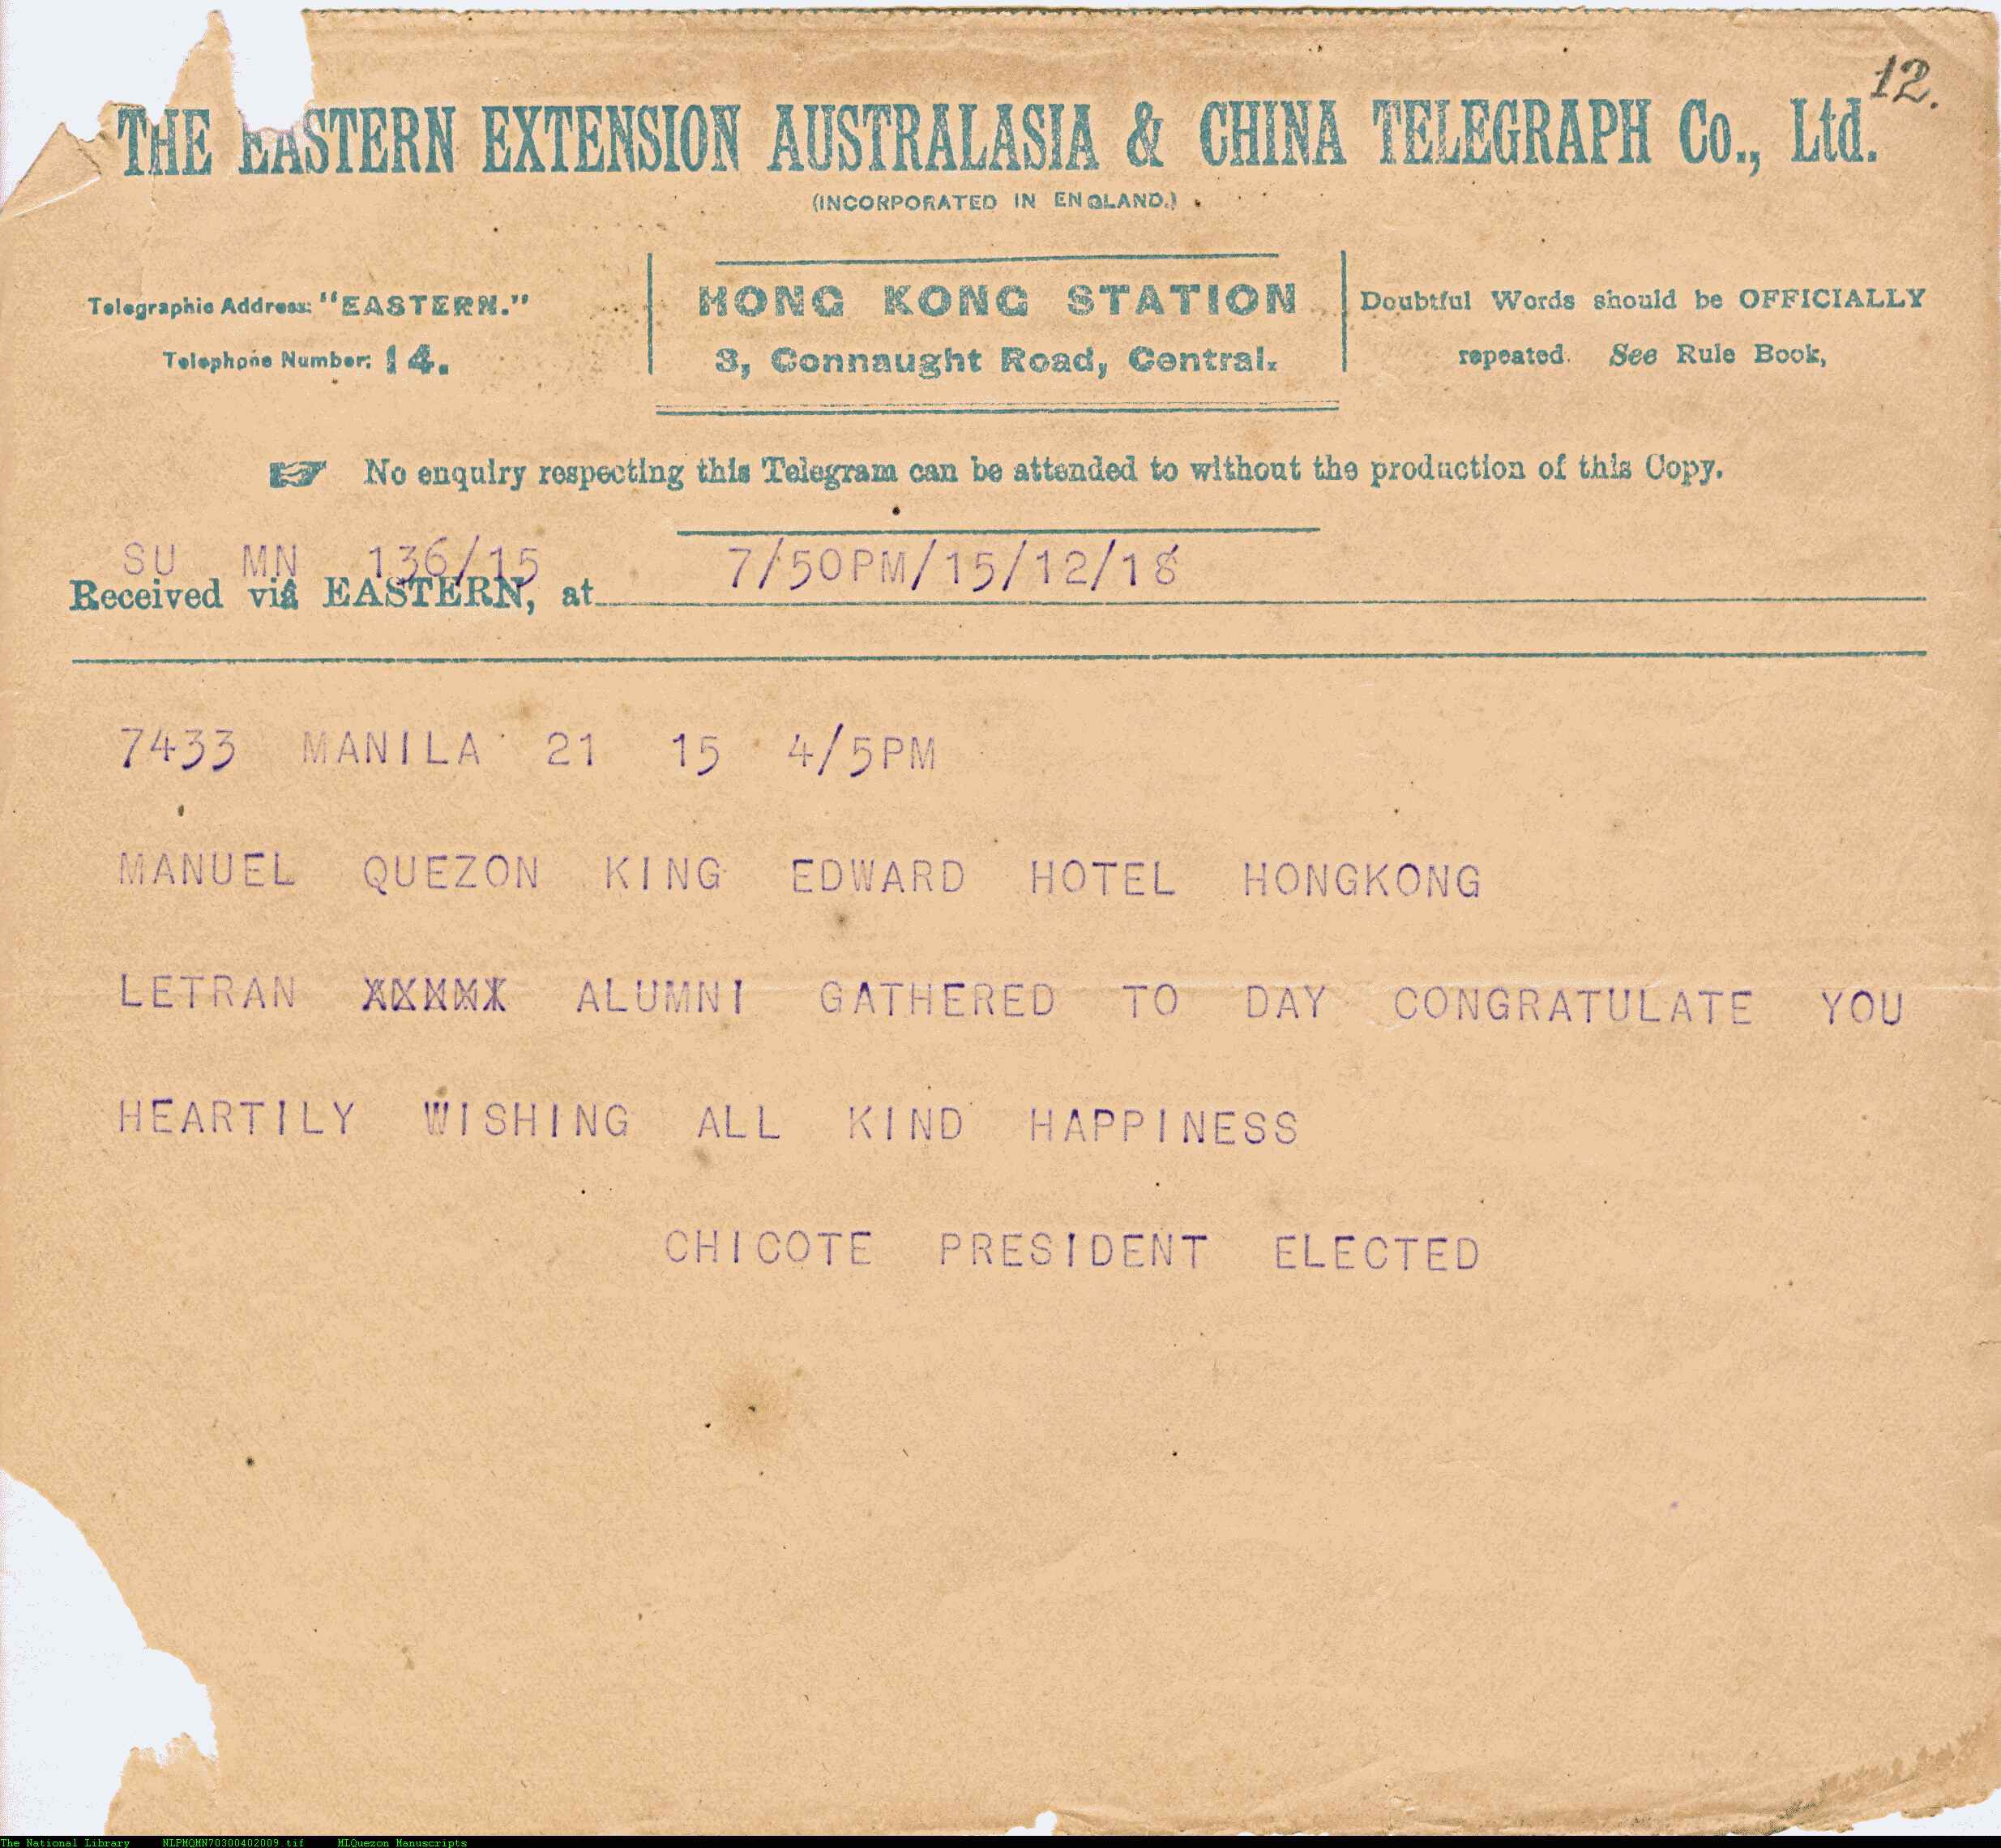 12.
THE EASTERN EXTENSION AUSTRALASIA & CHINA TELEGRAPH Co., Ltd.
(INCORPORATED IN ENGLAND.)
Telegraphic Address: "EASTERN."
Telephone Number: 14.
HONG KONG STATION
3, Connaught Road, Central.
Doubtful Words should be OFFICIALLY
repeated. See Rule Book,
No enquiry respecting this Telegram can be attended to without the production of this Copy.
SU MN 136/15 7/50PM/15/12/18
Received viâ EASTERN, at
7433 MANILA 21 15 4/5PM
MANUEL QUEZON KING EDWARD HOTEL HONGKONG
LETRAN ALUMNI GATHERED TO DAY CONGRATULATE YOU
HEARTILY WISHING ALL KIND HAPPINESS
CHICOTE PRESIDENT ELECTED
The National Library NLPMQMN70300402009.tif MLQuezon Manuscripts